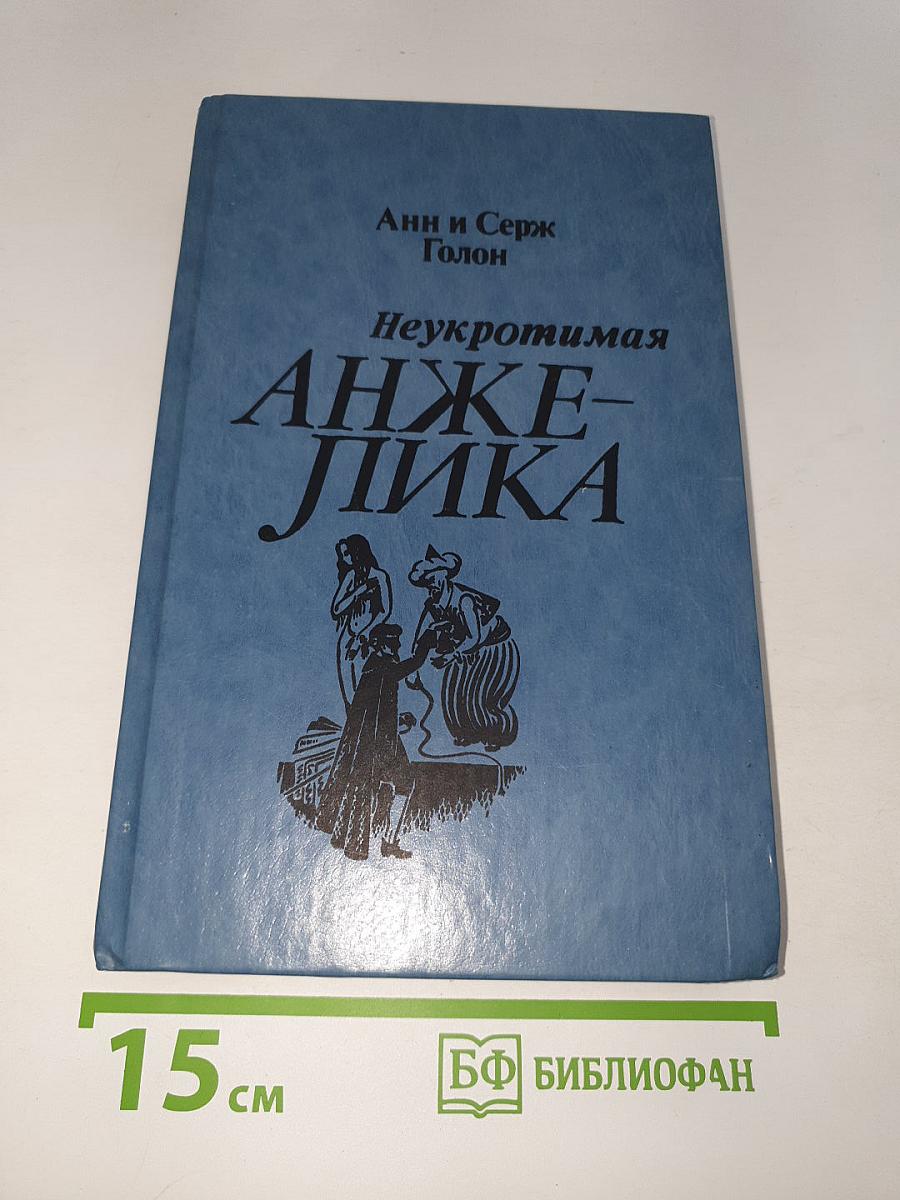 Анн и Серж
Голон
Неукротимая
АНЖЕ-
ЛИКА
15 см
БФ БИБЛИОФАН